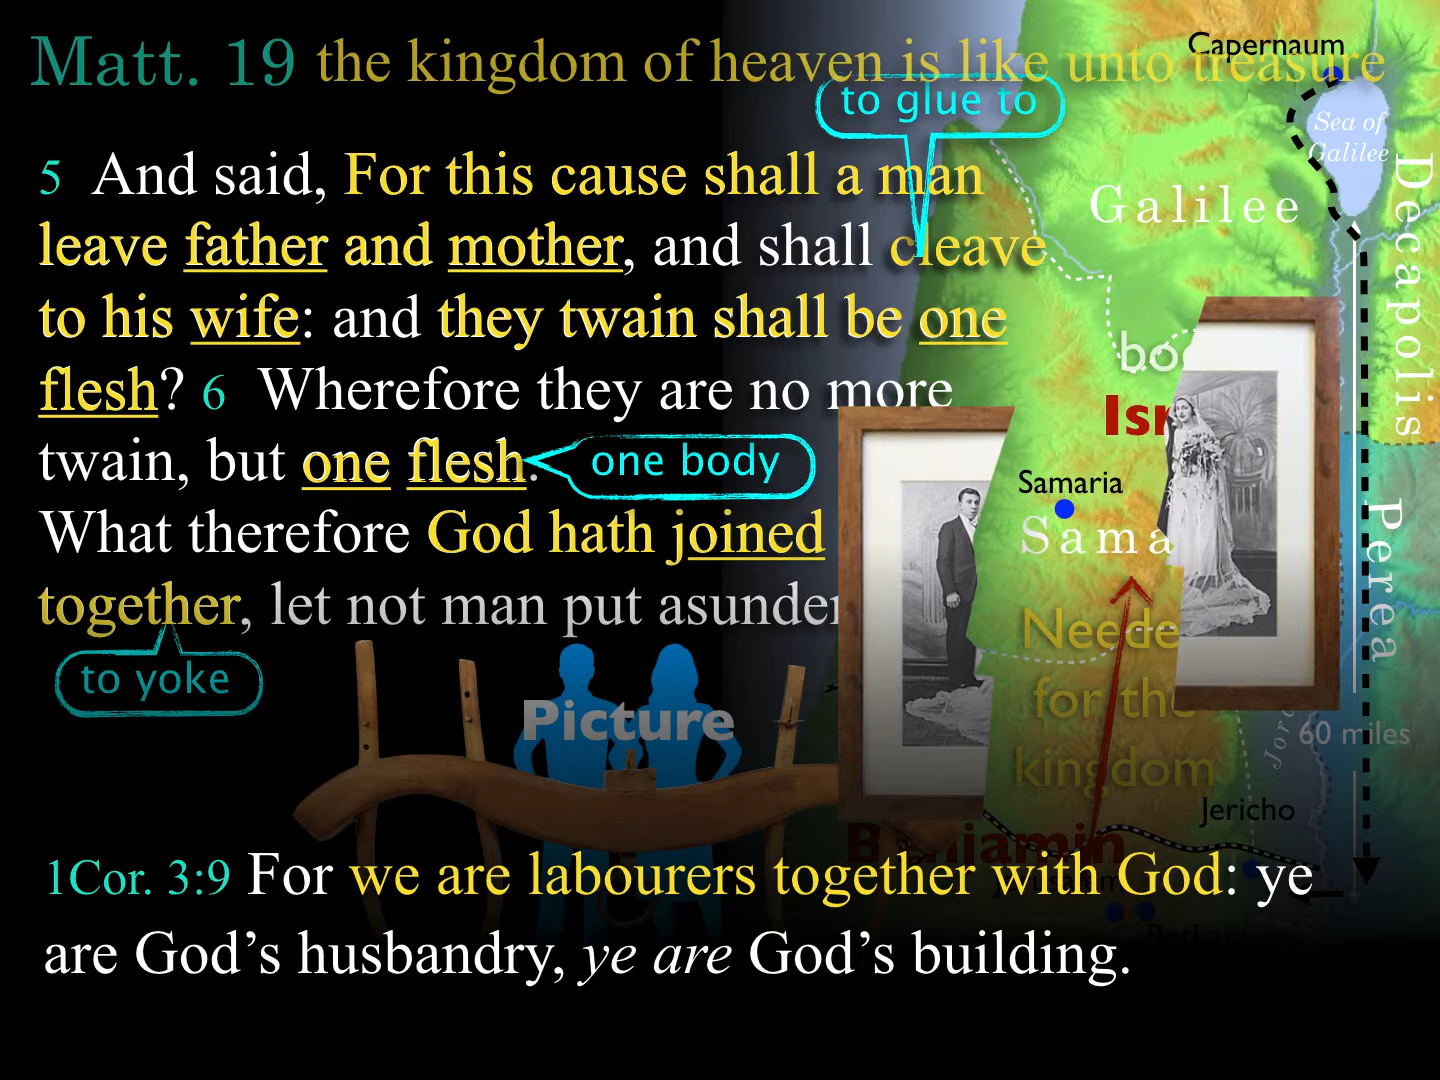 Matt. 19 the kingdom of heaven is like unto treasure
to glue to
5 And said, For this cause shall a man
leave father and mother, and shall cleave
to his wife: and they twain shall be one
flesh? 6 Wherefore they are no more
twain, but one flesh.
one body
What therefore God hath joined
together, let not man put asunder
to yoke
Picture
1Cor. 3:9 For we are labourers together with God: ye
are God’s husbandry, ye are God’s building.
Capernaum
Sea of
Galilee
Galilee
Decapolis
Samaria
Perea
for the
kingdom
60 miles
Jericho